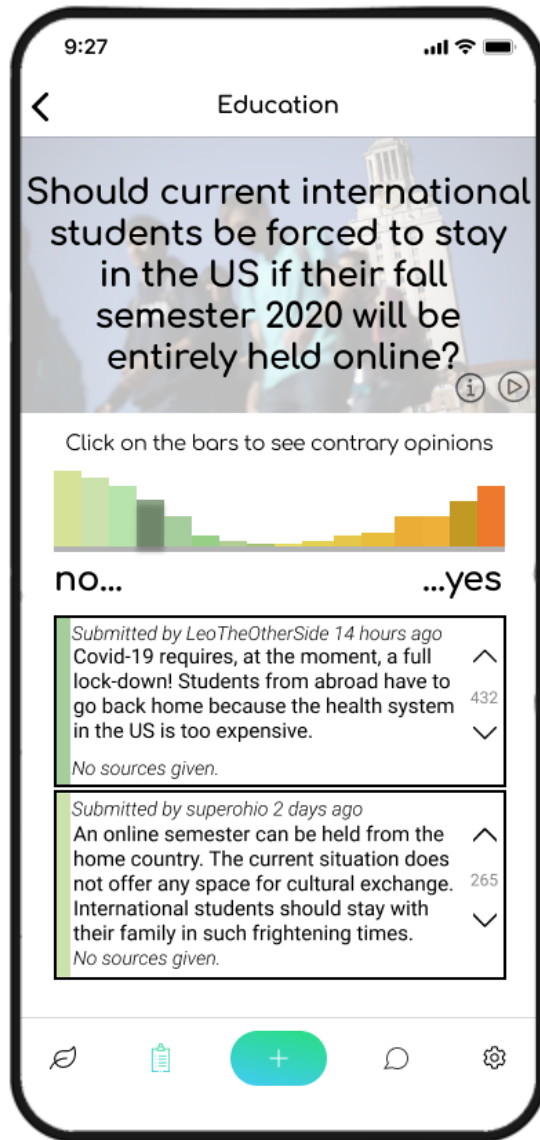 9:27
Education
Should current international
students be forced to stay
in the US if their fall
semester 2020 will be
entirely held online?
Click on the bars to see contrary opinions
no... ...yes
Submitted by LeoTheOtherSide 14 hours ago
Covid-19 requires, at the moment, a full
lock-down! Students from abroad have to
go back home because the health system
in the US is too expensive.
432
No sources given.
Submitted by superohio 2 days ago
An online semester can be held from the
home country. The current situation does
not offer any space for cultural exchange.
International students should stay with
their family in such frightening times.
265
No sources given.